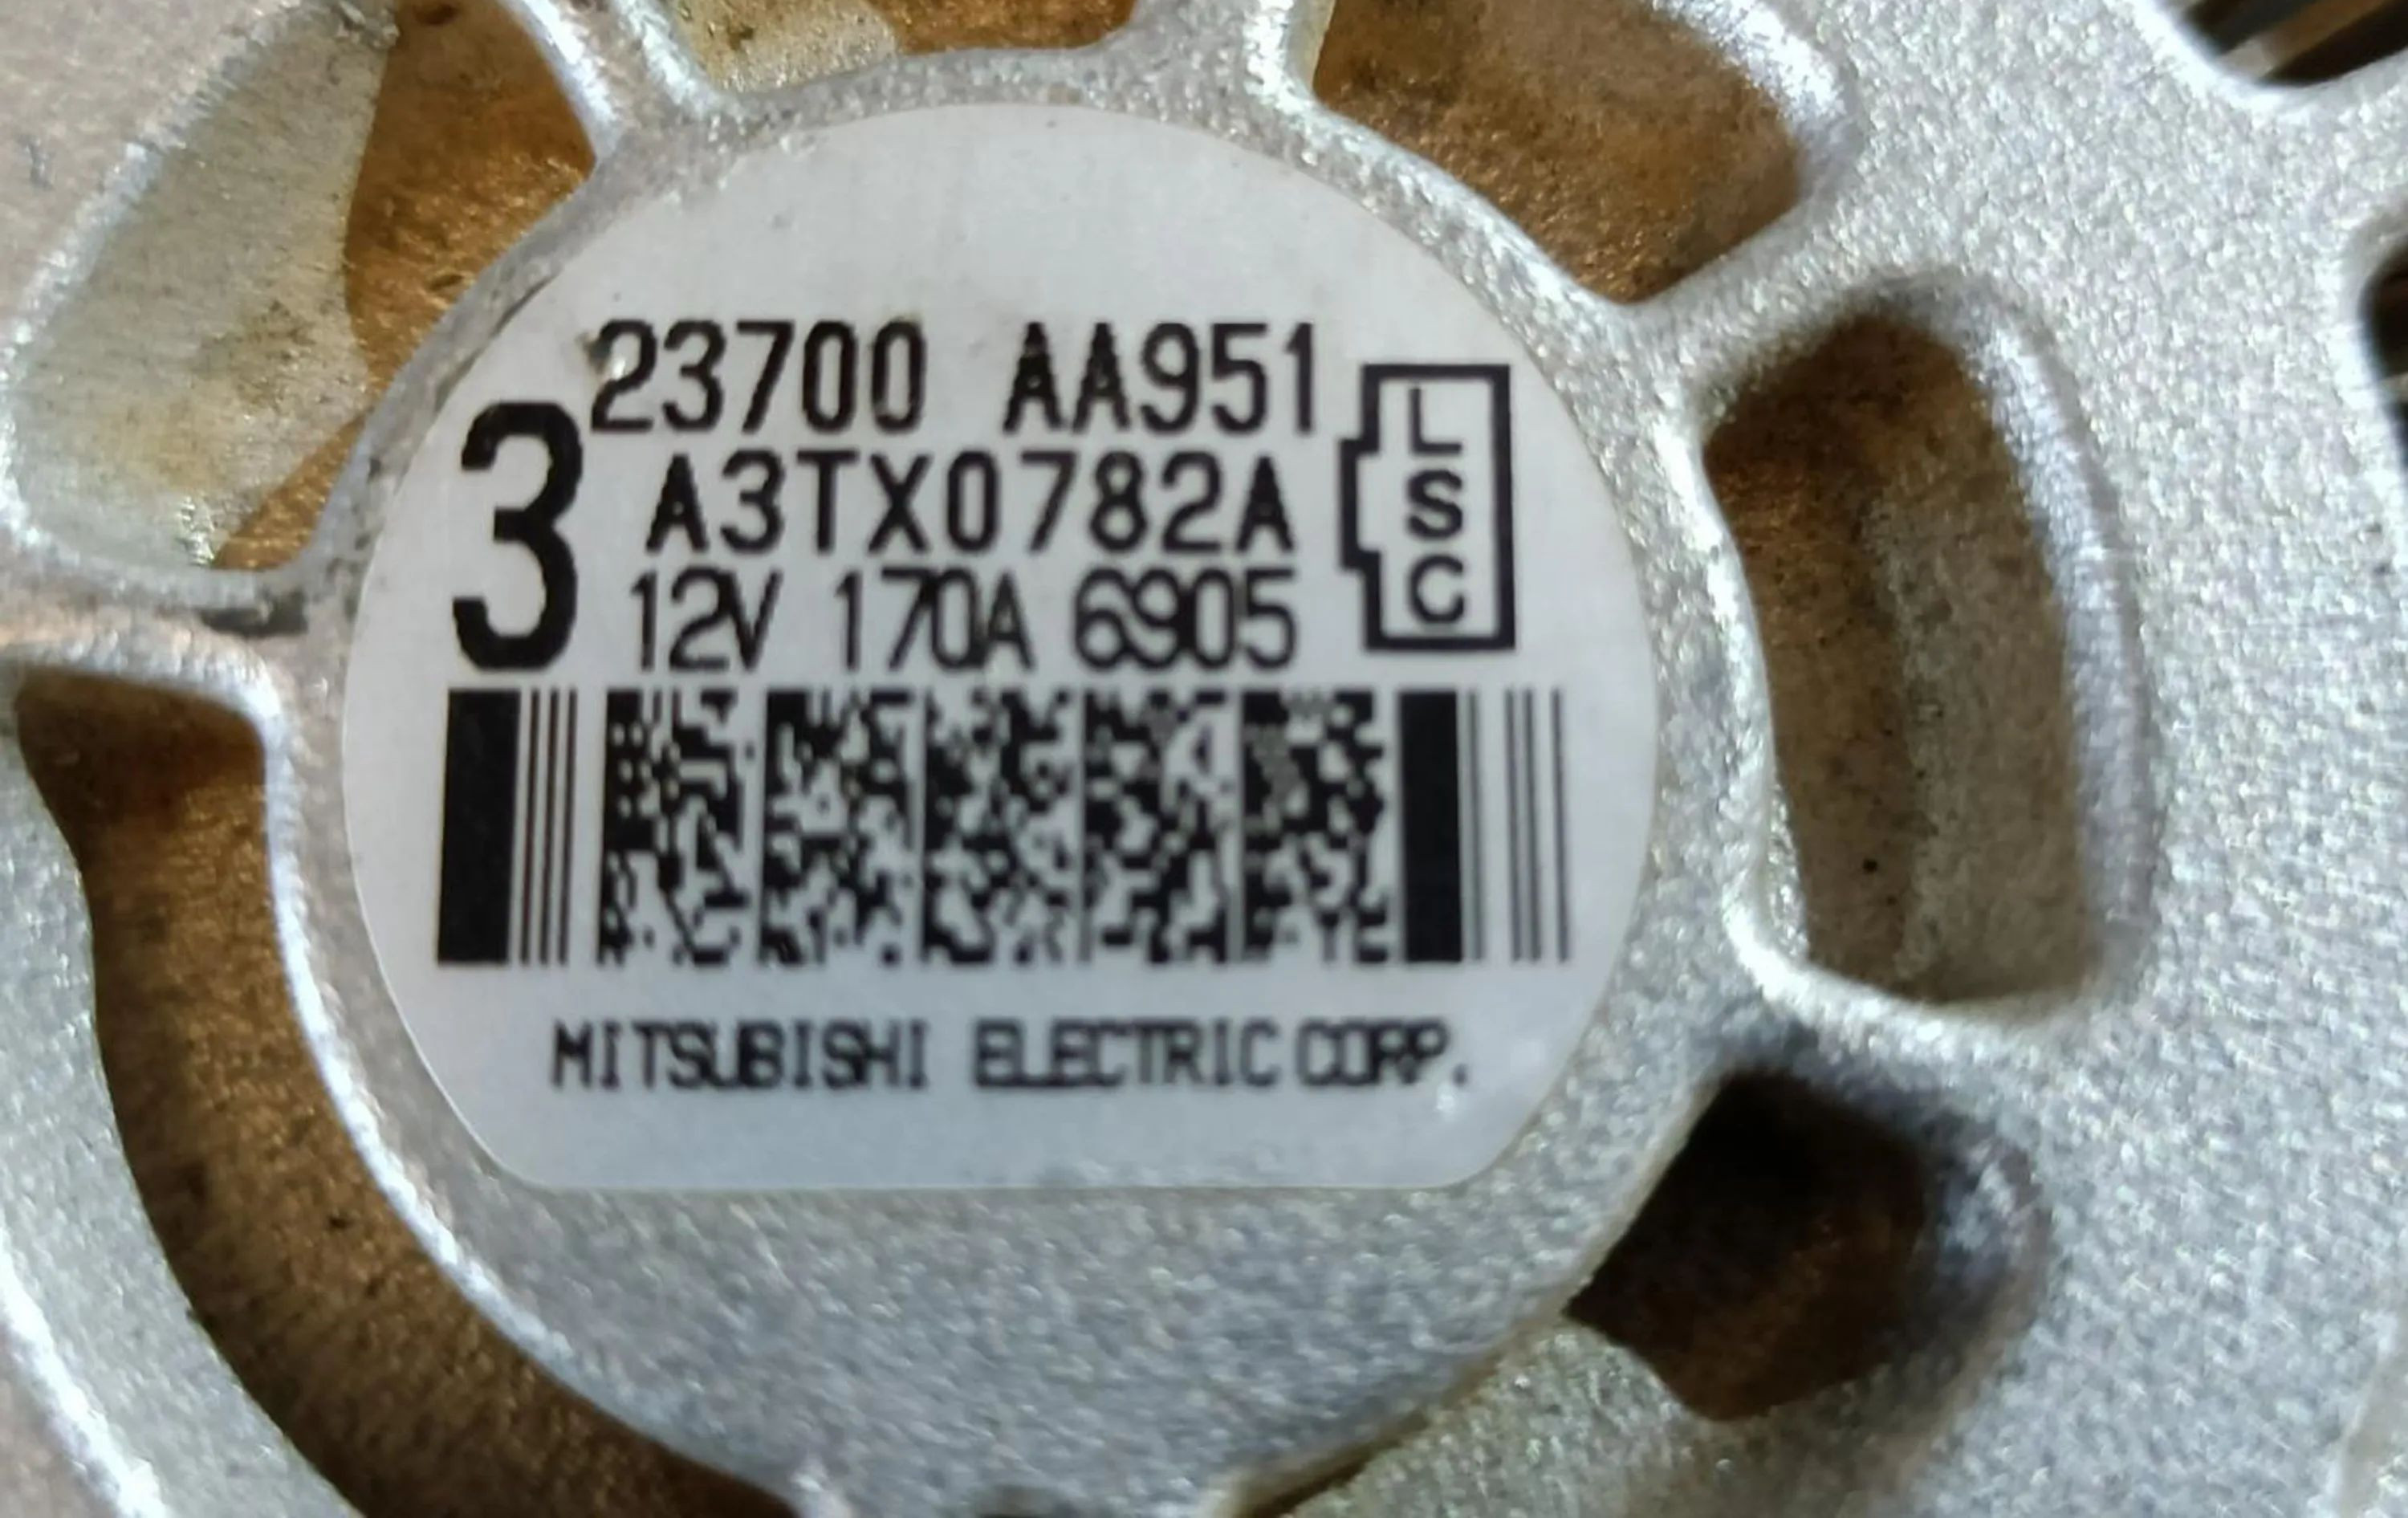 23700 AA951
3
A3TX0782A
12V 170A 6905
L
S
C
MITSUBISHI ELECTRIC CORP.